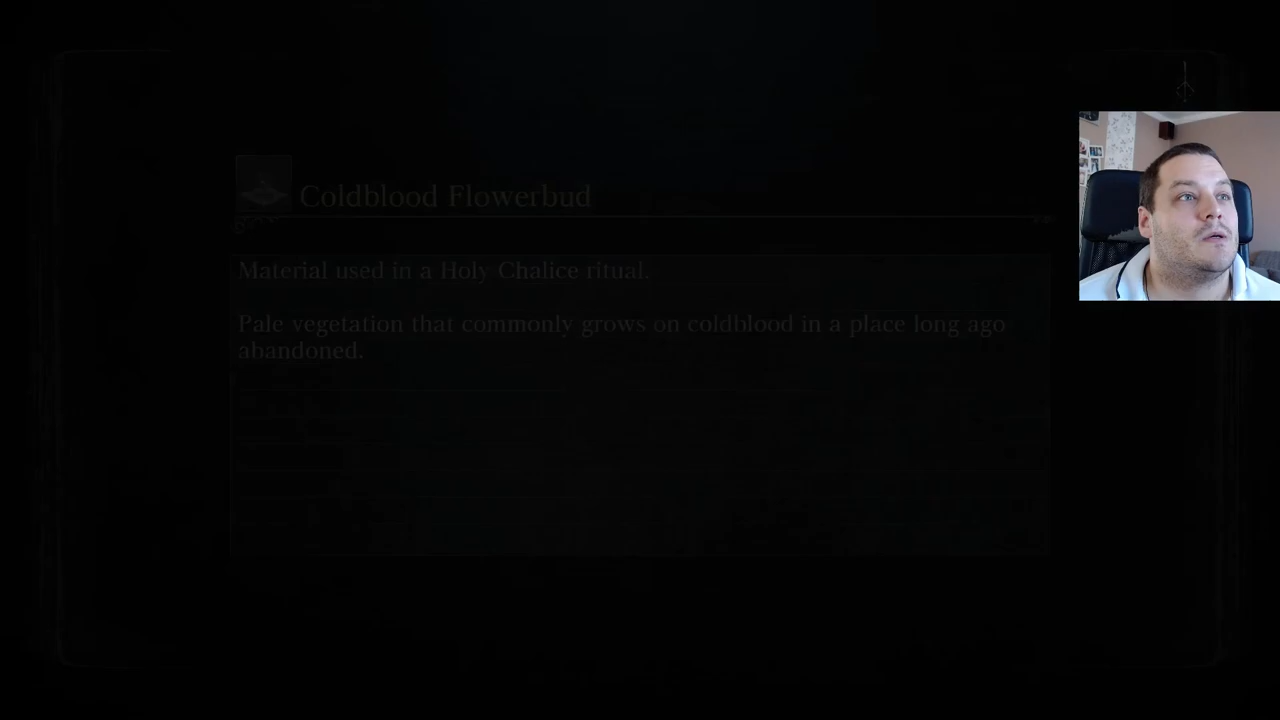 Coldblood Flowerbud
Material used in a Holy Chalice ritual.
Pale vegetation that commonly grows on coldblood in a place long ago
abandoned.